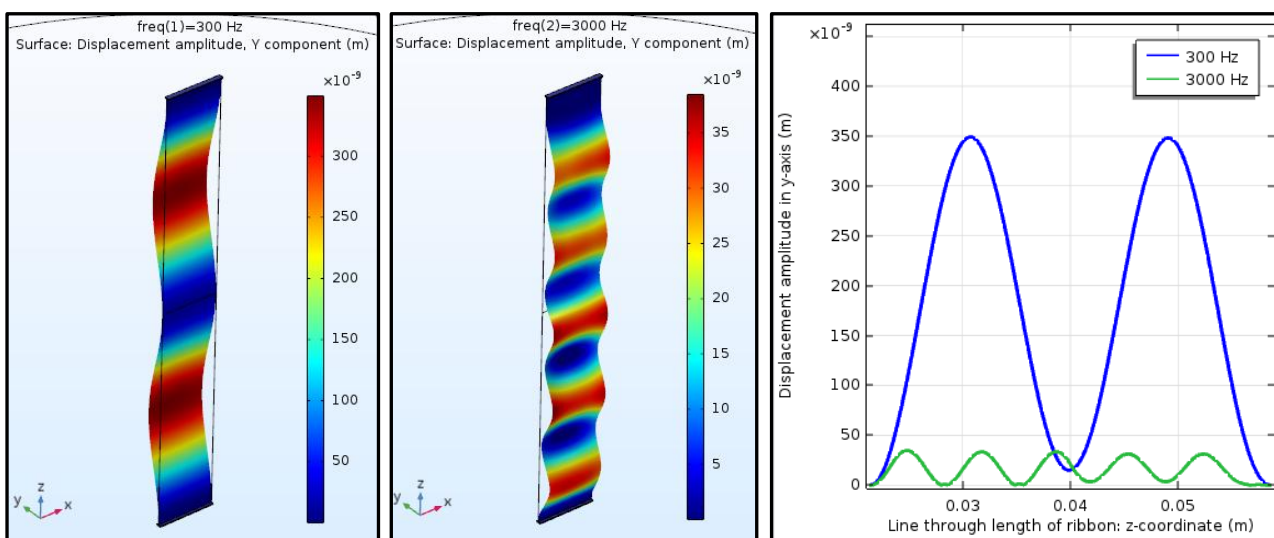 freq(1)=300 Hz
Surface: Displacement amplitude, Y component (m)
×10⁻⁹
300
250
200
150
100
50
y
z
x
freq(2)=3000 Hz
Surface: Displacement amplitude, Y component (m)
×10⁻⁹
35
30
25
20
15
10
5
y
z
x
×10⁻⁹
400
350
300
250
200
150
100
50
0
Displacement amplitude in y-axis (m)
300 Hz
3000 Hz
0.03
0.04
0.05
Line through length of ribbon: z-coordinate (m)